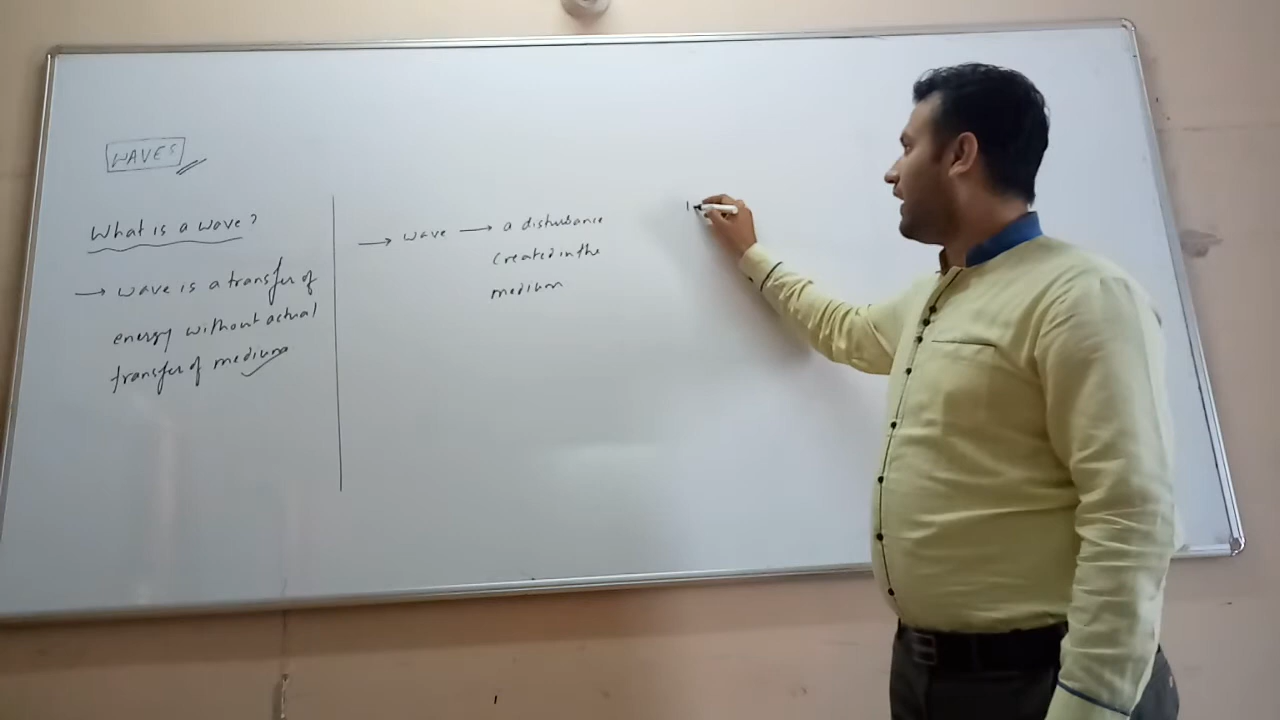 WAVES
What is a wave?
→ wave is a transfer of
energy without actual
transfer of medium
→ wave → a disturbance
created in the
medium